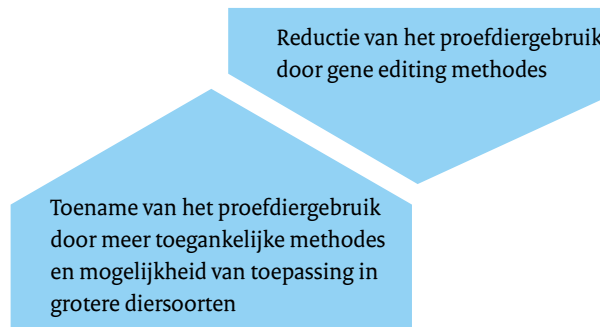 Reductie van het proefdiergebruik
door gene editing methodes
Toename van het proefdiergebruik
door meer toegankelijke methodes
en mogelijkheid van toepassing in
grotere diersoorten